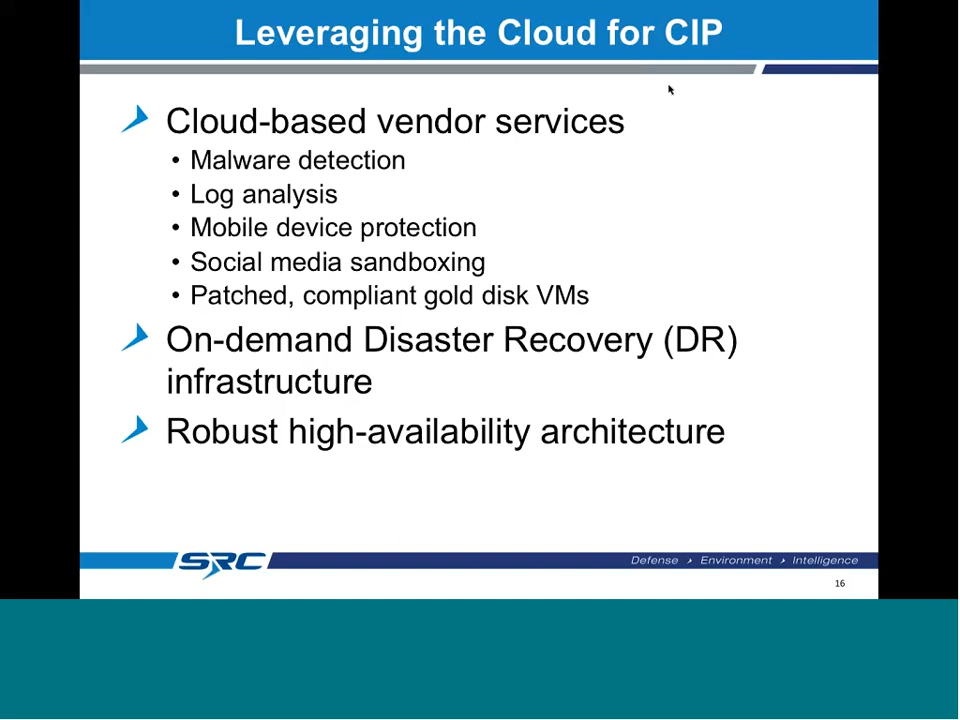 Leveraging the Cloud for CIP
Cloud-based vendor services
• Malware detection
• Log analysis
• Mobile device protection
• Social media sandboxing
• Patched, compliant gold disk VMs
On-demand Disaster Recovery (DR)
infrastructure
Robust high-availability architecture
SRC
Defense Environment Intelligence
16